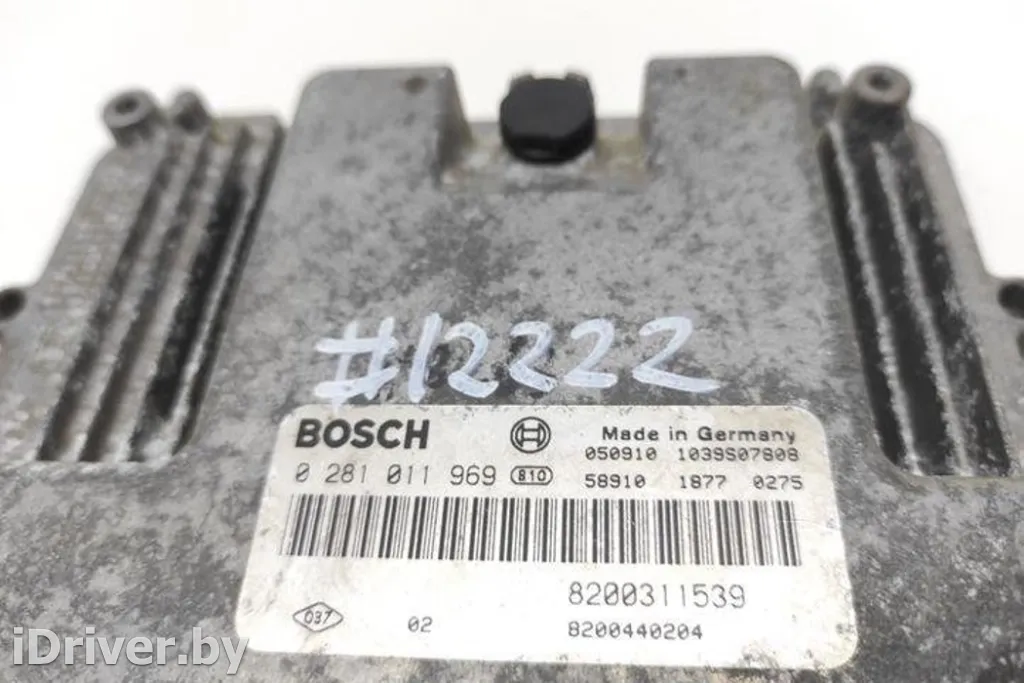 #12222
BOSCH Made in Germany
050910 1039S07808
0 281 011 969 810 58910 1877 0275
8200311539
037 02 8200440204
iDriver.by